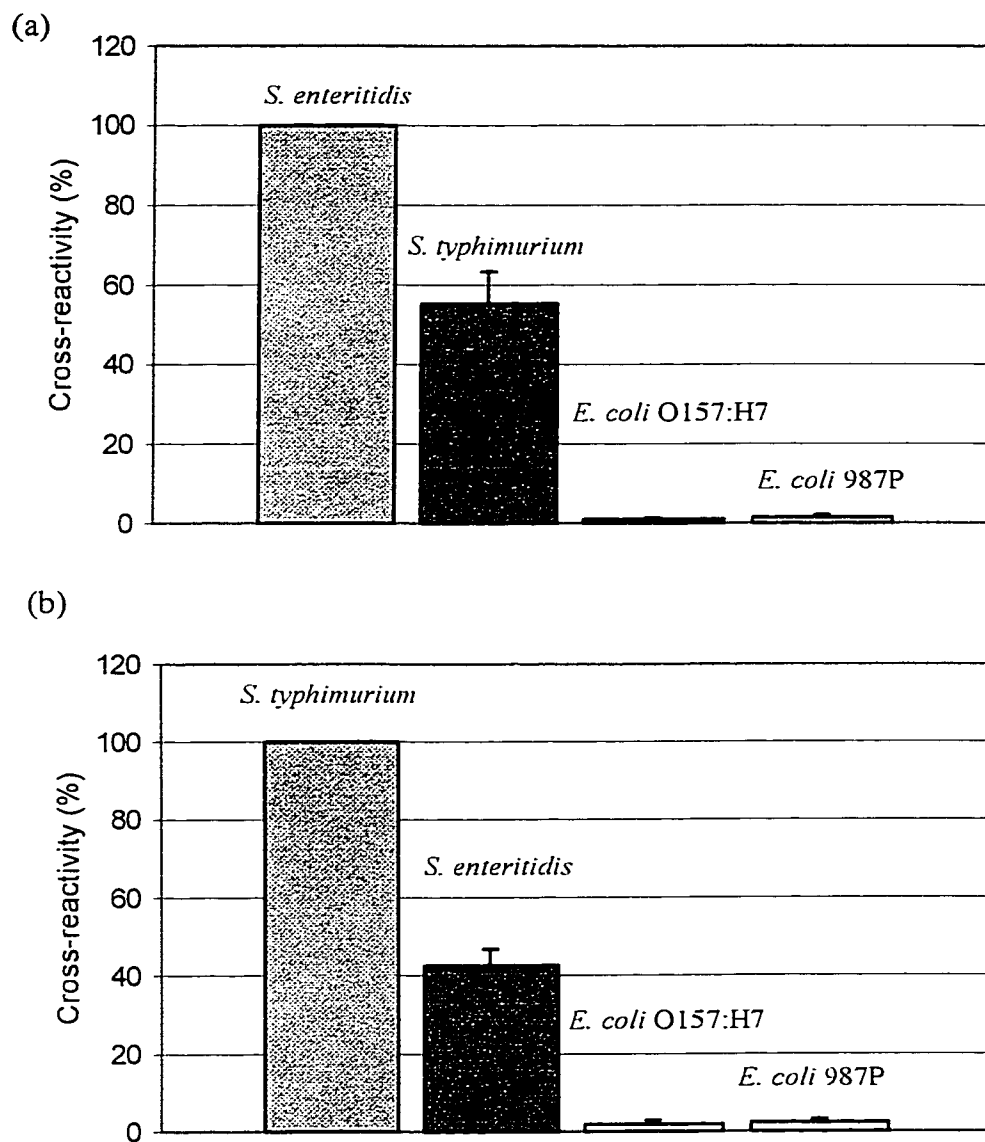 (a)
120
100
80
60
40
20
0
Cross-reactivity (%)
S. enteritidis
S. typhimurium
E. coli O157:H7
E. coli 987P
(b)
120
100
80
60
40
20
0
Cross-reactivity (%)
S. typhimurium
S. enteritidis
E. coli O157:H7
E. coli 987P